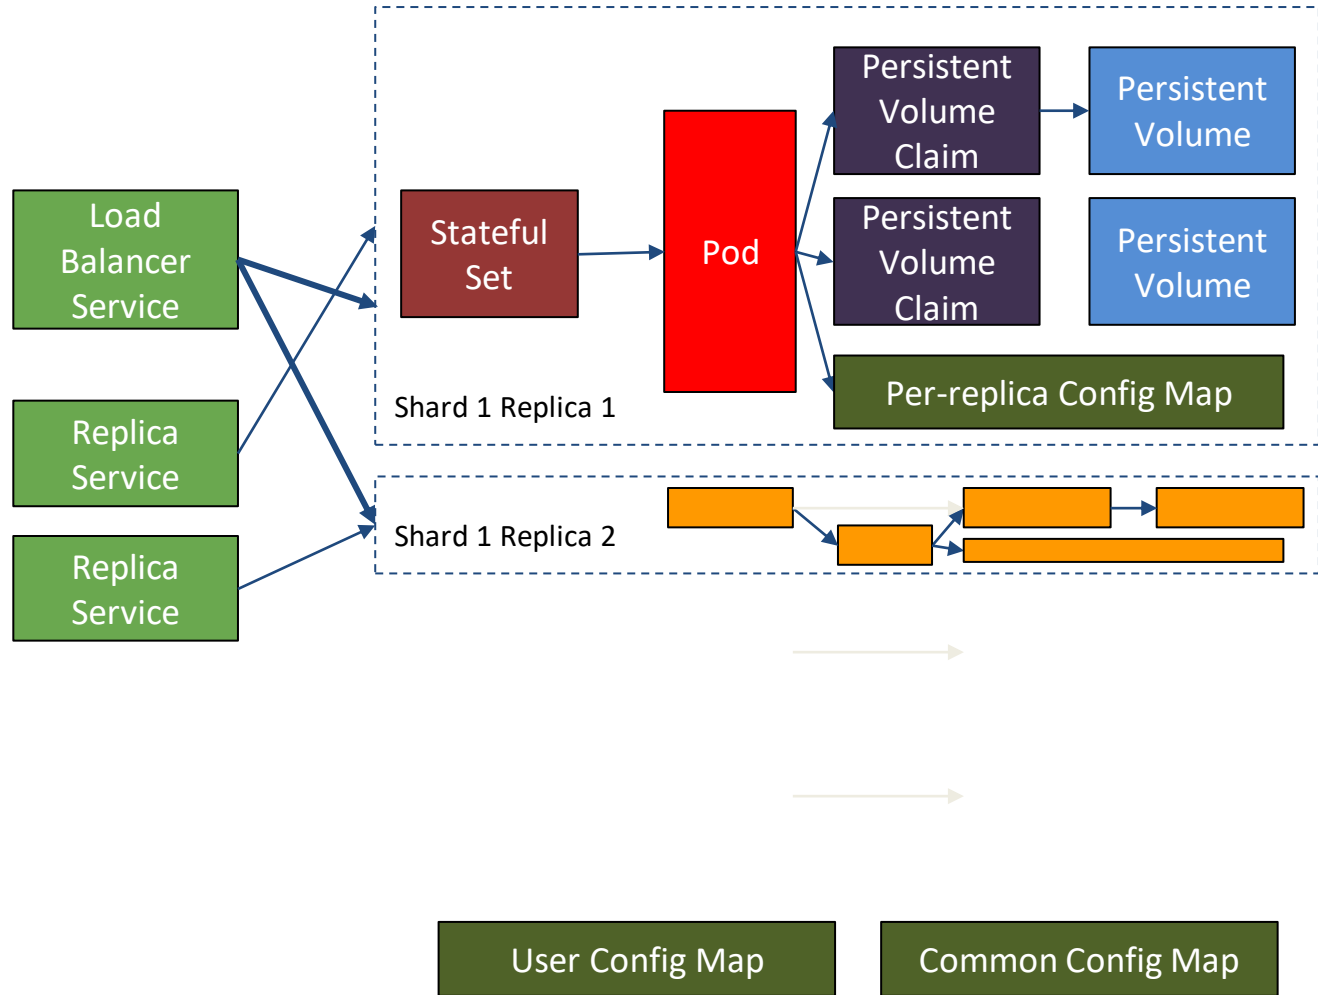 Load
Balancer
Service
Replica
Service
Replica
Service
Stateful
Set
Pod
Persistent
Volume
Claim
Persistent
Volume
Persistent
Volume
Claim
Persistent
Volume
Per-replica Config Map
Shard 1 Replica 1
Shard 1 Replica 2
User Config Map
Common Config Map